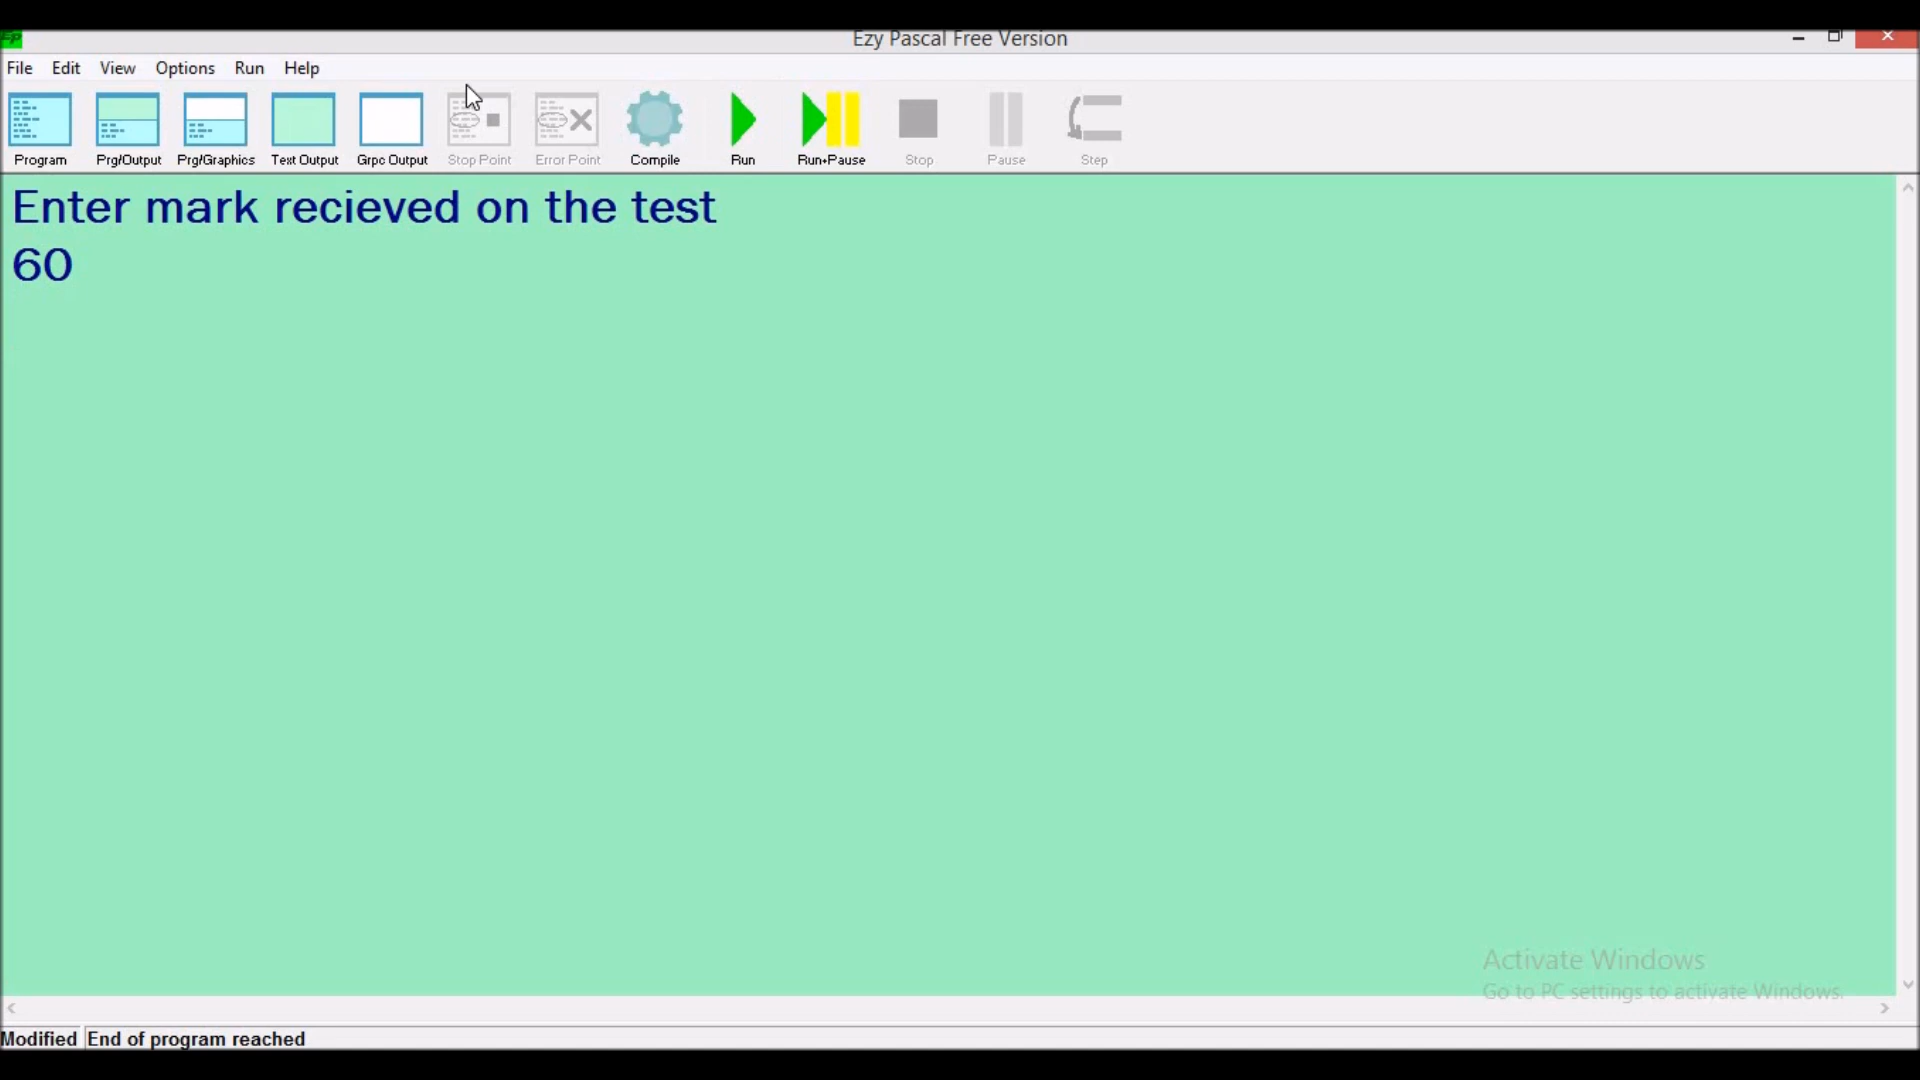 Ezy Pascal Free Version
File Edit View Options Run Help
Program Prg/Output Prg/Graphics Text Output Grpc Output Stop Point Error Point Compile Run Run+Pause Stop Pause Step
Enter mark recieved on the test
60
Activate Windows
Go to PC settings to activate Windows.
Modified End of program reached